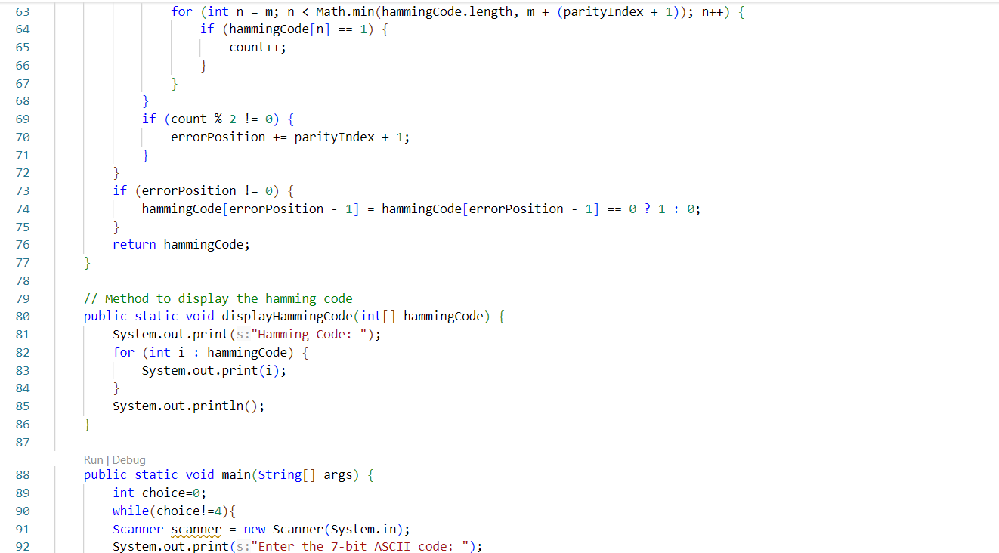 63 for (int n = m; n < Math.min(hammingCode.length, m + (parityIndex + 1)); n++) {
64 if (hammingCode[n] == 1) {
65 count++;
66 }
67 }
68 }
69 if (count % 2 != 0) {
70 errorPosition += parityIndex + 1;
71 }
72 }
73 if (errorPosition != 0) {
74 hammingCode[errorPosition - 1] = hammingCode[errorPosition - 1] == 0 ? 1 : 0;
75 }
76 return hammingCode;
77 }
78
79 // Method to display the hamming code
80 public static void displayHammingCode(int[] hammingCode) {
81 System.out.print(s:"Hamming Code: ");
82 for (int i : hammingCode) {
83 System.out.print(i);
84 }
85 System.out.println();
86 }
87
Run | Debug
88 public static void main(String[] args) {
89 int choice=0;
90 while(choice!=4){
91 Scanner scanner = new Scanner(System.in);
92 System.out.print(s:"Enter the 7-bit ASCII code: ");